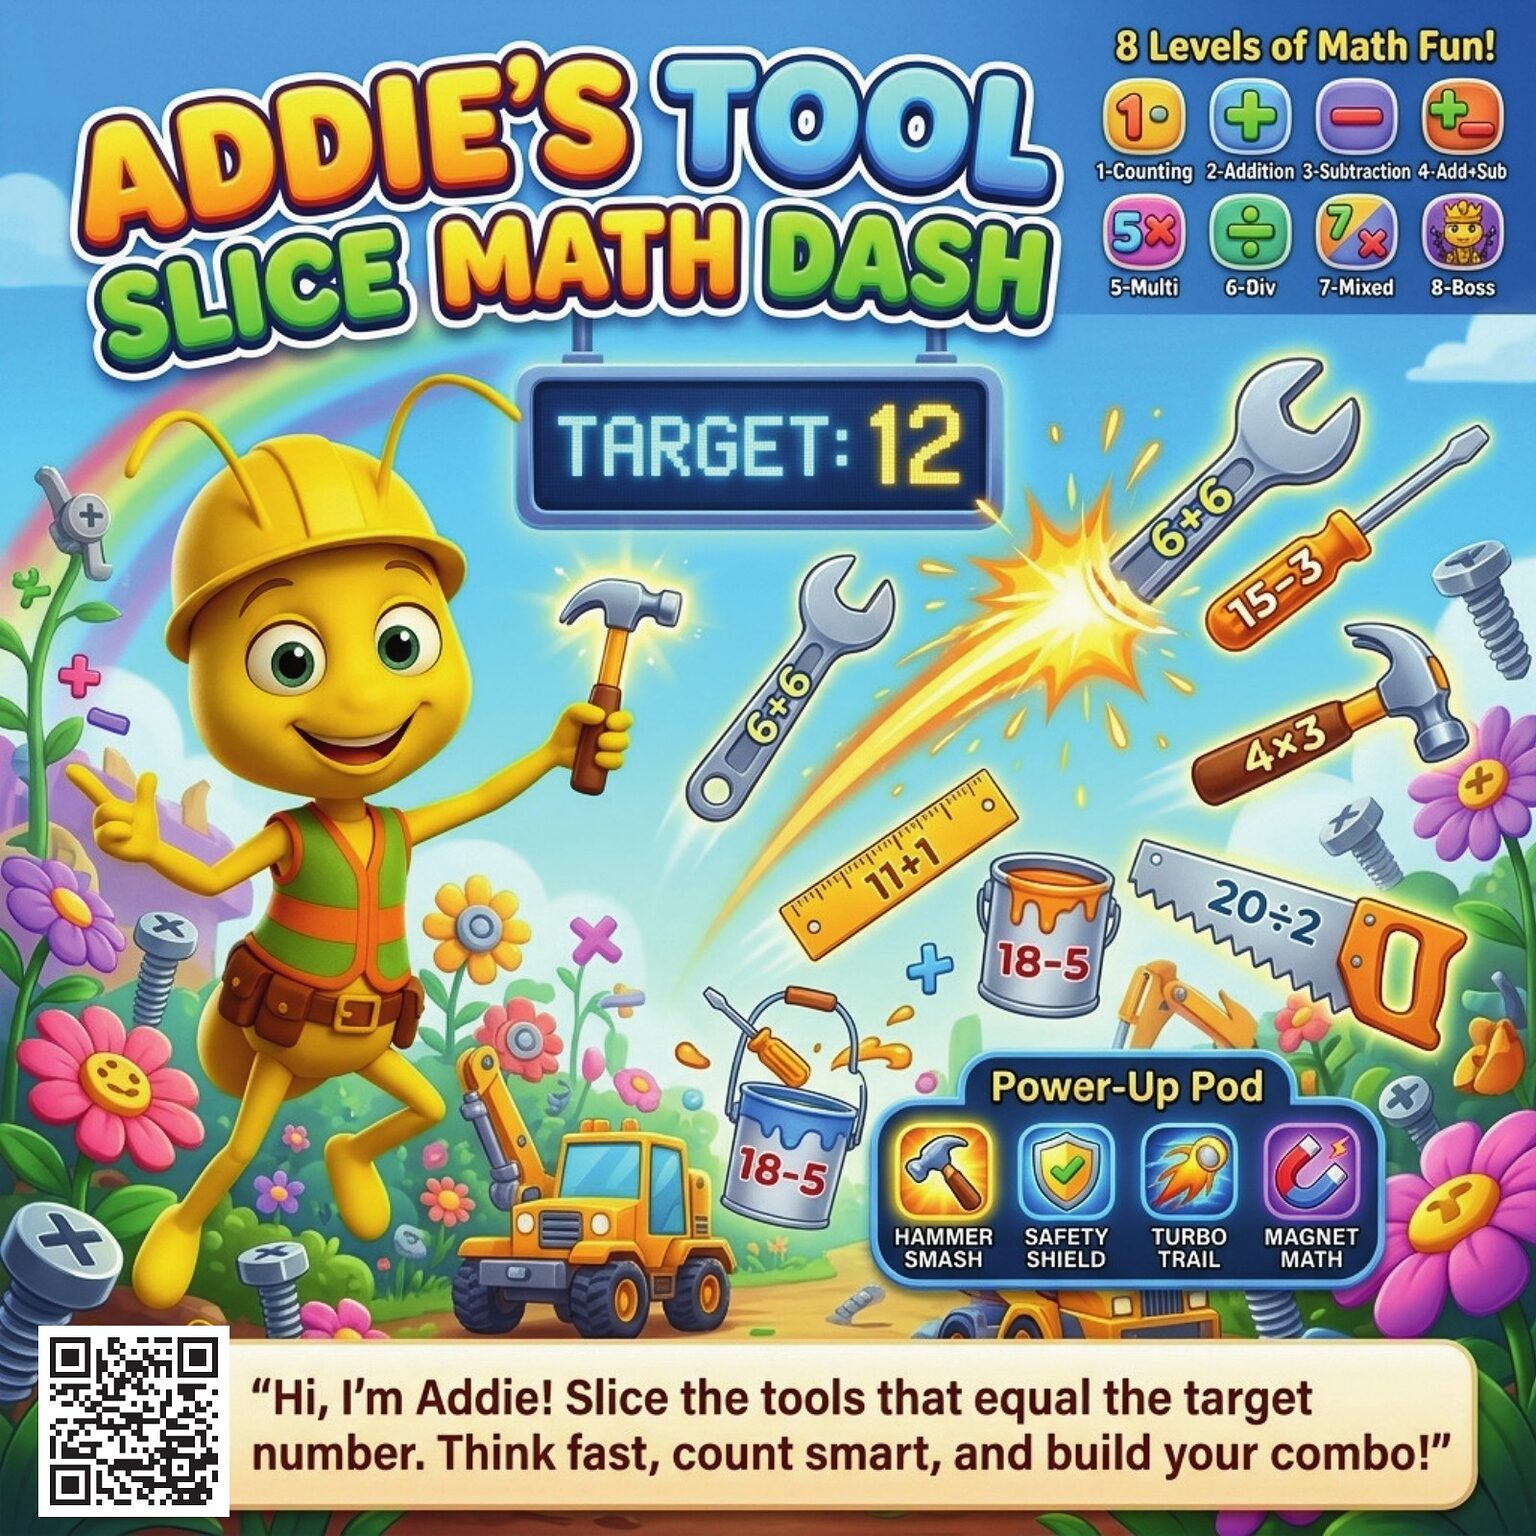 ADDIE'S TOOL
SLICE MATH DASH
8 Levels of Math Fun!
1-Counting 2-Addition 3-Subtraction 4-Add+Sub
5× 7×
5-Multi 6-Div 7-Mixed 8-Boss
TARGET: 12
6+6
15-3
6+6
4×3
11+1
18-5
20÷2
18-5
Power-Up Pod
HAMMER SMASH
SAFETY SHIELD
TURBO TRAIL
MAGNET MATH
“Hi, I’m Addie! Slice the tools that equal the target
number. Think fast, count smart, and build your combo!”